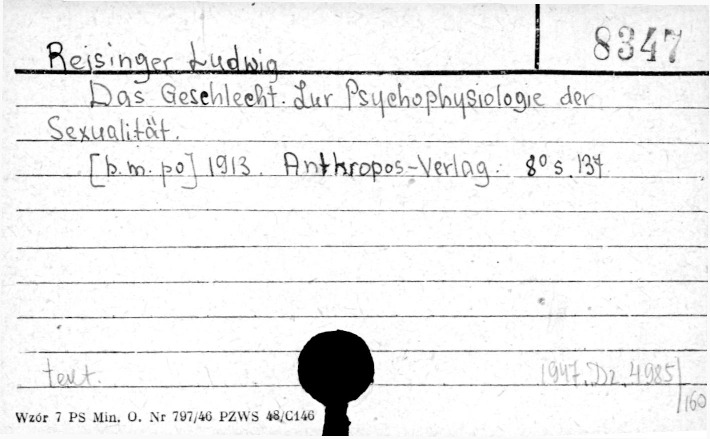 8347
Reisinger Ludwig
Das Geschlecht. Zur Psychophysiologie der
Sexualität.
[b.m. po] 1913. Anthropos-Verlag. 8° s. 137
teut. 1947. Dz. 4985/
/160
Wzór 7 PS Min. O. Nr 797/46 PZWS 48/C146